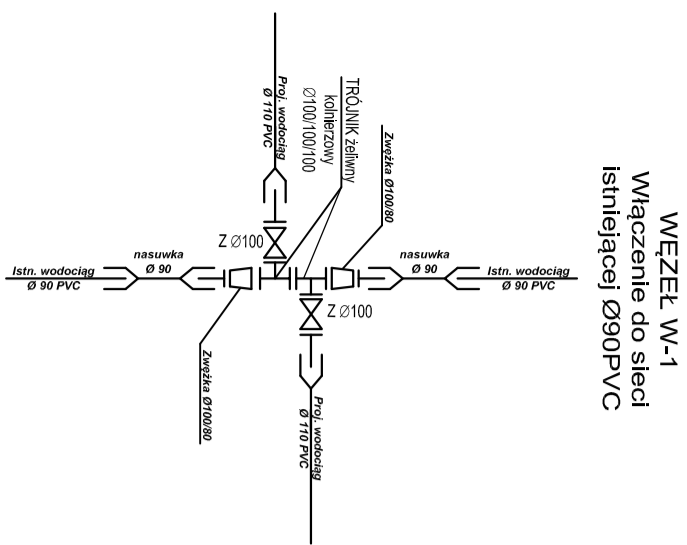 WĘZEŁ W-1
Włączenie do sieci
istniejącej Ø90PVC
Zwężka Ø100/80
TRÓJNIK żeliwny
kolnierzowy
Ø100/100/100
Proj. wodociąg
Ø 110 PVC
Z Ø100
Istn. wodociąg
Ø 90 PVC
nasuwka
Ø 90
nasuwka
Ø 90
Istn. wodociąg
Ø 90 PVC
Z Ø100
Zwężka Ø100/80
Proj. wodociąg
Ø 110 PVC